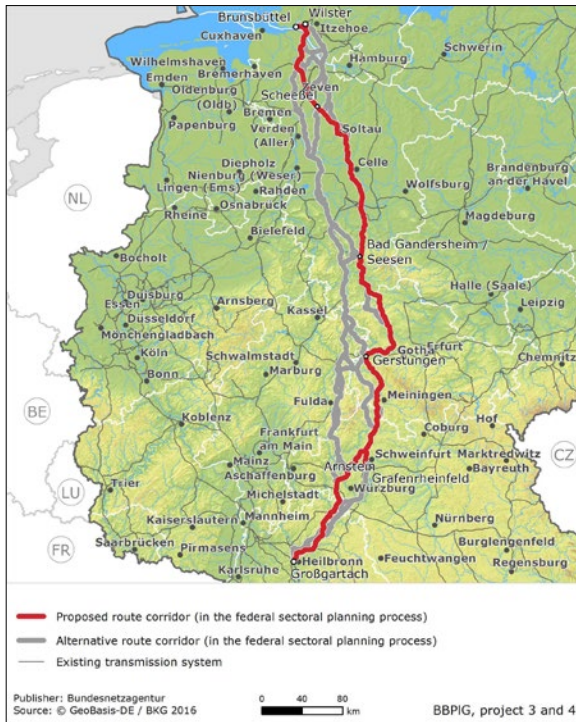 Brunsbüttel
Wilster
Itzehoe
Cuxhaven
Wilhelmshaven
Hamburg
Schwerin
Emden
Bremerhaven
Oldenburg
(Oldb)
Zeven
Scheeßel
Bremen
Papenburg
Verden
(Aller)
Soltau
Diepholz
Celle
Nienburg (Weser)
Lingen (Ems)
Rahden
Wolfsburg
Brandenburg
an der Havel
NL
Osnabrück
Rheine
Magdeburg
Bielefeld
Bad Gandersheim /
Seesen
Bocholt
Halle (Saale)
Duisburg
Essen
Arnsberg
Leipzig
Düsseldorf
Kassel
Mönchengladbach
Gotha
Erfurt
Köln
Schwalmstadt
Gerstungen
Chemnitz
Bonn
Marburg
BE
Fulda
Meiningen
Koblenz
Coburg
Hof
Frankfurt
am Main
Schweinfurt
Marktredwitz
Mainz
Arnstein
Bayreuth
CZ
LU
Aschaffenburg
Grafenrheinfeld
Trier
Würzburg
Michelstadt
Kaiserslautern
Mannheim
Nürnberg
FR
Saarbrücken
Pirmasens
Heilbronn
Feuchtwangen
Burglengenfeld
Karlsruhe
Großgartach
Regensburg
Proposed route corridor (in the federal sectoral planning process)
Alternative route corridor (in the federal sectoral planning process)
Existing transmission system
Publisher: Bundesnetzagentur
Source: © GeoBasis-DE / BKG 2016
0 40 80
km
BBPlG, project 3 and 4